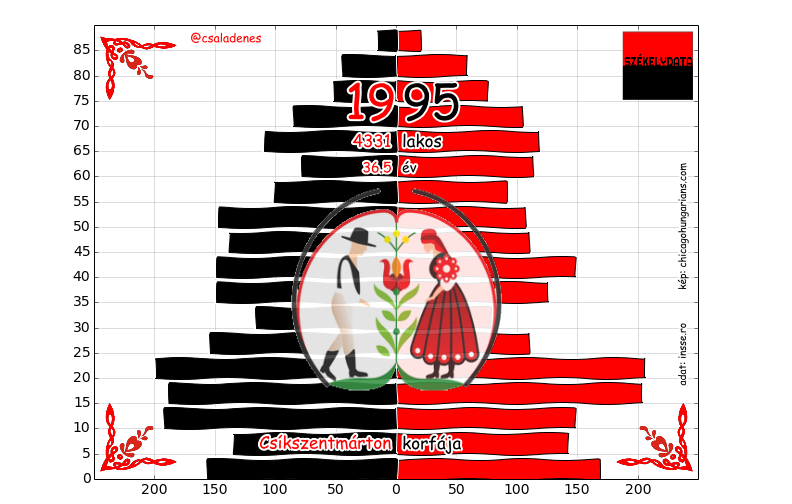 @csaladenes
SZÉKELYDATA
1995
4331 lakos
36.5 év
kép: chicagohungarians.com
adat: insse.ro
Csíkszentmárton korfája
85
80
75
70
65
60
55
50
45
40
35
30
25
20
15
10
5
0
200 150 100 50 0 50 100 150 200